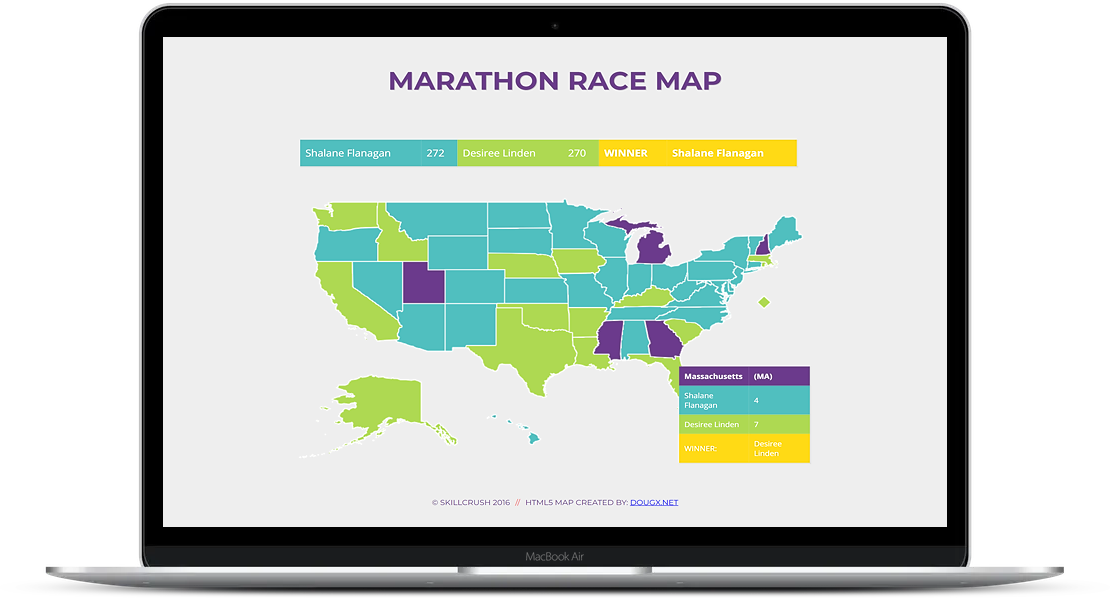 MARATHON RACE MAP
Shalane Flanagan 272 Desiree Linden 270 WINNER Shalane Flanagan
Massachusetts (MA)
Shalane
Flanagan 4
Desiree Linden 7
WINNER: Desiree
Linden
© SKILLCRUSH 2016 // HTML5 MAP CREATED BY: DOUGX.NET
MacBook Air